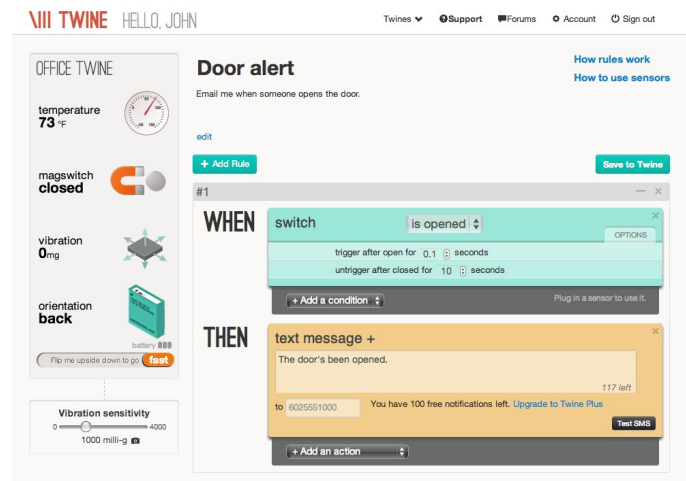 TWINE HELLO, JOHN
Twines Support Forums Account Sign out
OFFICE TWINE
temperature
73 °F
magswitch
closed
vibration
0mg
orientation
back
battery
Flip me upside down to go fast
Vibration sensitivity
0 4000
1000 milli-g
Door alert
Email me when someone opens the door.
How rules work
How to use sensors
edit
+ Add Rule
Save to Twine
#1
WHEN
switch is opened
OPTIONS
trigger after open for 0.1 seconds
untrigger after closed for 10 seconds
+ Add a condition
Plug in a sensor to use it.
THEN
text message +
The door's been opened.
117 left
to 6025551000 You have 100 free notifications left. Upgrade to Twine Plus
Test SMS
+ Add an action